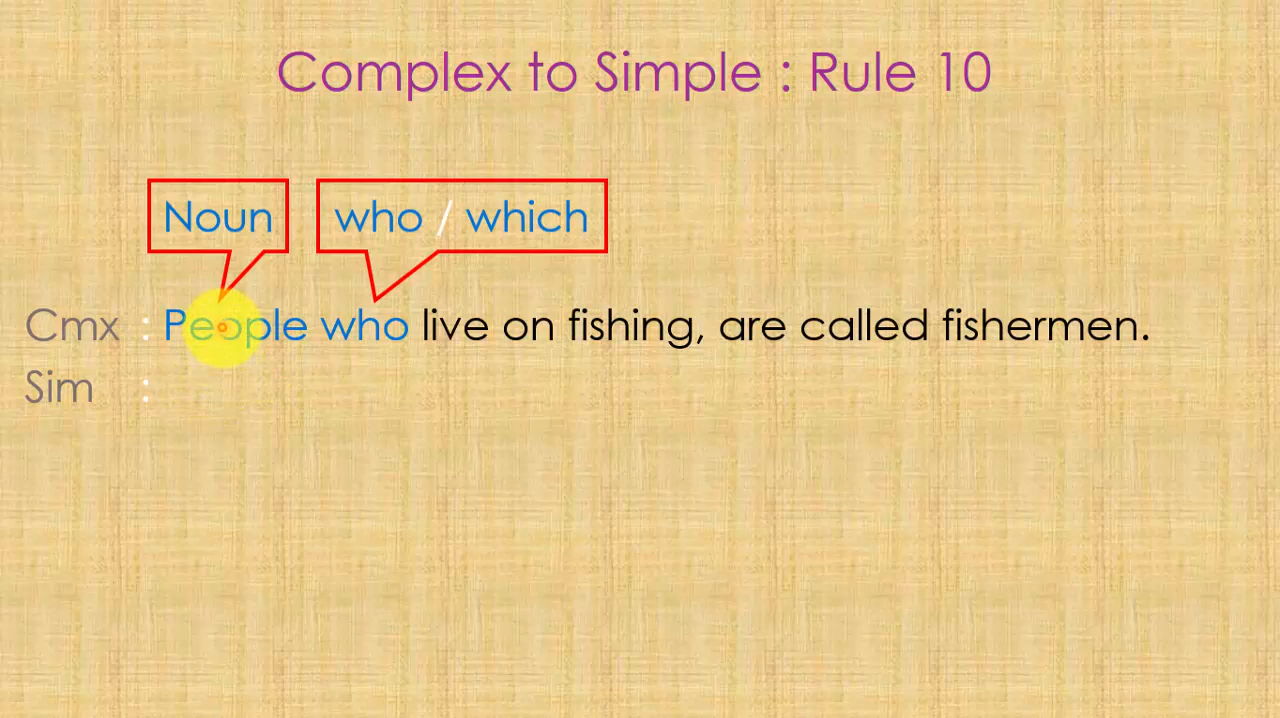 Complex to Simple : Rule 10
Noun who / which
Cmx : People who live on fishing, are called fishermen.
Sim :